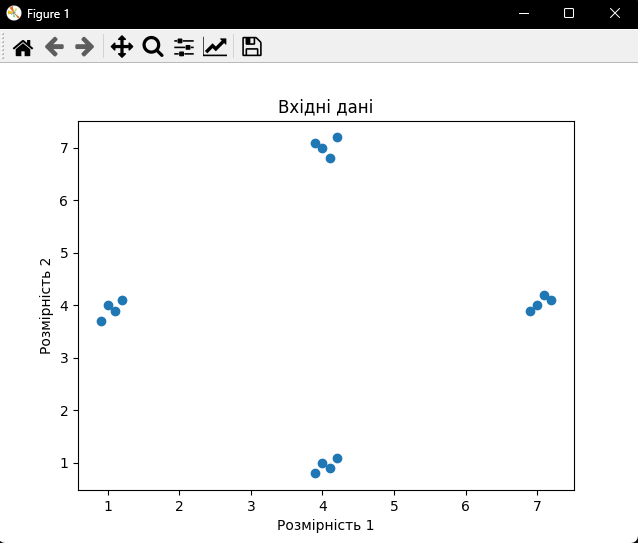 Figure 1
Вхідні дані
7
6
5
4
3
2
1
Розмірність 2
1 2 3 4 5 6 7
Розмірність 1